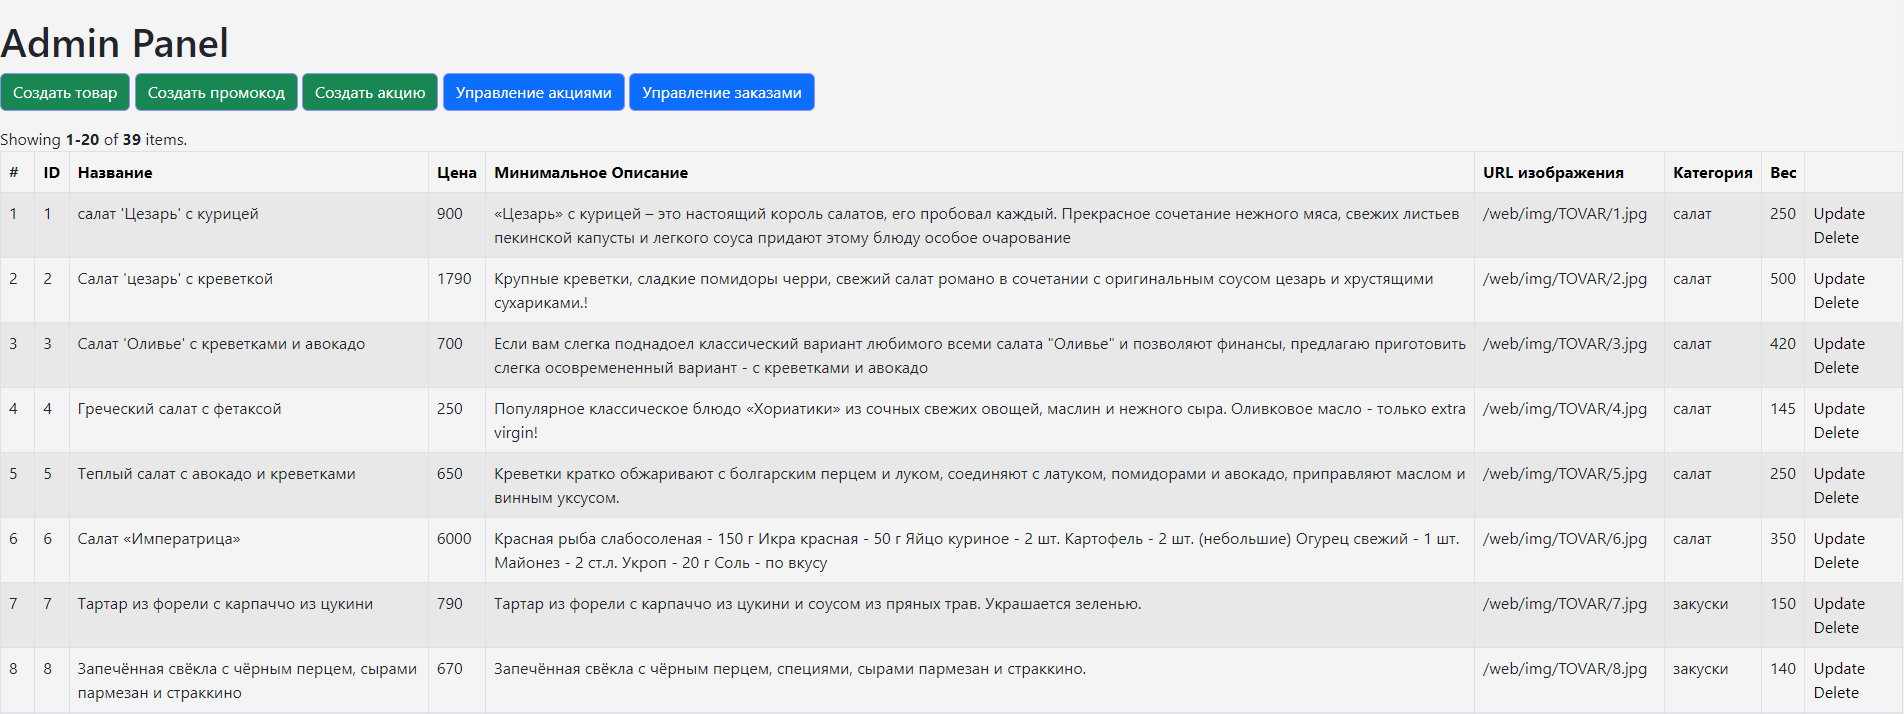 Admin Panel
Создать товар Создать промокод Создать акцию Управление акциями Управление заказами
Showing 1-20 of 39 items.
# ID Название Цена Минимальное Описание URL изображения Категория Вес
1 1 салат 'Цезарь' с курицей 900 «Цезарь» с курицей – это настоящий король салатов, его пробовал каждый. Прекрасное сочетание нежного мяса, свежих листьев /web/img/TOVAR/1.jpg салат 250 Update
пекинской капусты и легкого соуса придают этому блюду особое очарование Delete
2 2 Салат 'цезарь' с креветкой 1790 Крупные креветки, сладкие помидоры черри, свежий салат романо в сочетании с оригинальным соусом цезарь и хрустящими /web/img/TOVAR/2.jpg салат 500 Update
сухариками.! Delete
3 3 Салат 'Оливье' с креветками и авокадо 700 Если вам слегка поднадоел классический вариант любимого всеми салата "Оливье" и позволяют финансы, предлагаю приготовить /web/img/TOVAR/3.jpg салат 420 Update
слегка осовремененный вариант - с креветками и авокадо Delete
4 4 Греческий салат с фетаксой 250 Популярное классическое блюдо «Хориатики» из сочных свежих овощей, маслин и нежного сыра. Оливковое масло - только extra /web/img/TOVAR/4.jpg салат 145 Update
virgin! Delete
5 5 Теплый салат с авокадо и креветками 650 Креветки кратко обжаривают с болгарским перцем и луком, соединяют с латуком, помидорами и авокадо, приправляют маслом и /web/img/TOVAR/5.jpg салат 250 Update
винным уксусом. Delete
6 6 Салат «Императрица» 6000 Красная рыба слабосоленая - 150 г Икра красная - 50 г Яйцо куриное - 2 шт. Картофель - 2 шт. (небольшие) Огурец свежий - 1 шт. /web/img/TOVAR/6.jpg салат 350 Update
Майонез - 2 ст.л. Укроп - 20 г Соль - по вкусу Delete
7 7 Тартар из форели с карпаччо из цукини 790 Тартар из форели с карпаччо из цукини и соусом из пряных трав. Украшается зеленью. /web/img/TOVAR/7.jpg закуски 150 Update
Delete
8 8 Запечённая свёкла с чёрным перцем, сырами 670 Запечённая свёкла с чёрным перцем, специями, сырами пармезан и страккино. /web/img/TOVAR/8.jpg закуски 140 Update
пармезан и страккино Delete